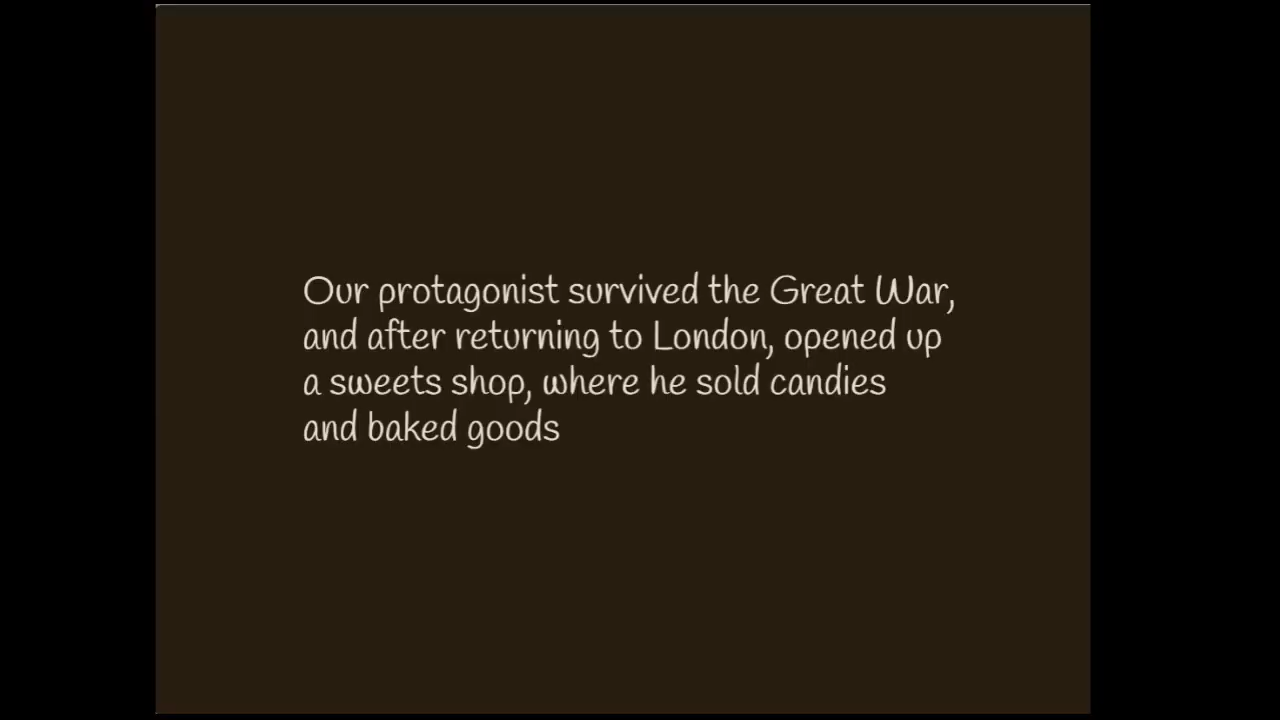 Our protagonist survived the Great War,
and after returning to London, opened up
a sweets shop, where he sold candies
and baked goods